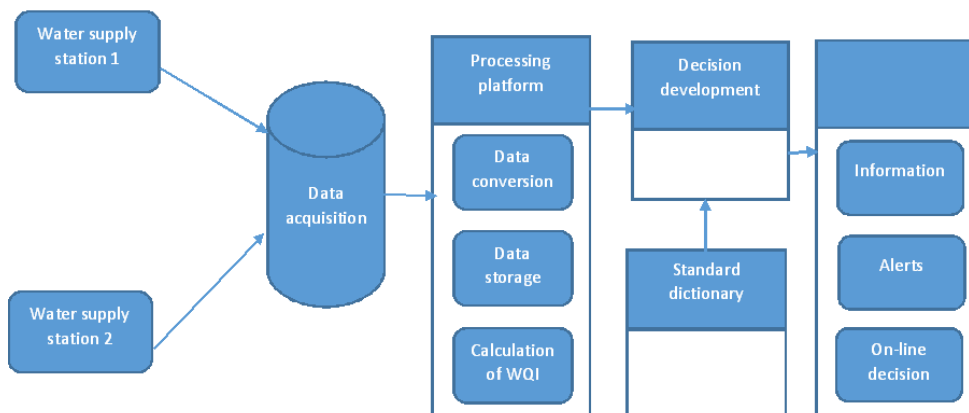 Water supply
station 1
Water supply
station 2
Data
acquisition
Processing
platform
Data
conversion
Data
storage
Calculation
of WQI
Decision
development
Standard
dictionary
Information
Alerts
On-line
decision